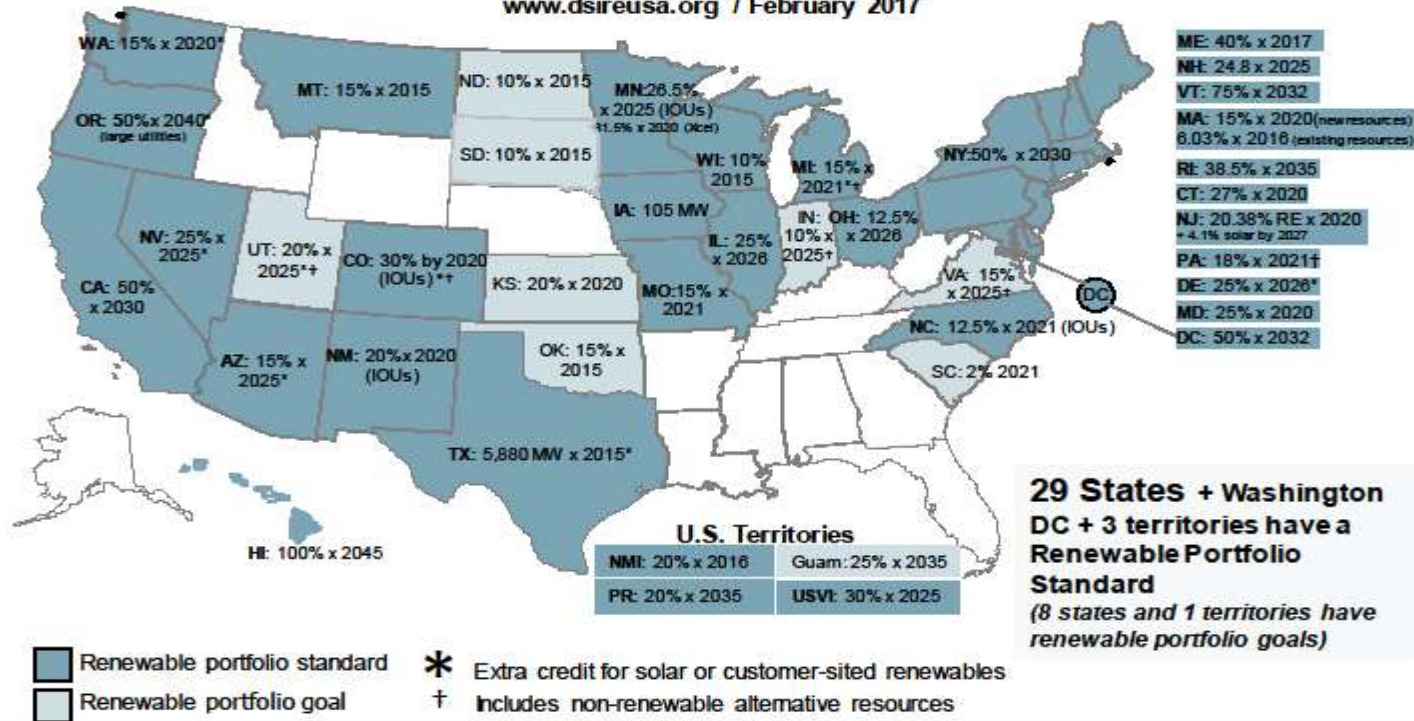 www.dsireusa.org / February 2017
WA: 15% x 2020*
MT: 15% x 2015
ND: 10% x 2015
MN:26.5%
x 2025 (IOUs)
31.5% x 2020 (Xcel)
OR: 50%x 2040*
(large utilities)
SD: 10% x 2015
WI: 10%
2015
MI: 15% x
2021*†
NY:50% x 2030
IA: 105 MW
NV: 25% x
2025*
UT: 20% x
2025*†
CO: 30% by 2020
(IOUs) *†
KS: 20% x 2020
MO:15% x
2021
IL: 25%
x 2026
IN:
10% x
2025†
OH: 12.5%
x 2026
VA: 15%
x 2025†
CA: 50%
x 2030
AZ: 15% x
2025*
NM: 20%x 2020
(IOUs)
OK: 15% x
2015
NC: 12.5% x 2021 (IOUs)
SC: 2% 2021
TX: 5,880 MW x 2015*
HI: 100% x 2045
DC
ME: 40% x 2017
NH: 24.8 x 2025
VT: 75% x 2032
MA: 15% x 2020(new resources)
6.03% x 2016 (existing resources)
RI: 38.5% x 2035
CT: 27% x 2020
NJ: 20.38% RE x 2020
+ 4.1% solar by 2027
PA: 18% x 2021†
DE: 25% x 2026*
MD: 25% x 2020
DC: 50% x 2032
U.S. Territories
NMI: 20% x 2016
Guam: 25% x 2035
PR: 20% x 2035
USVI: 30% x 2025
29 States + Washington
DC + 3 territories have a
Renewable Portfolio
Standard
(8 states and 1 territories have
renewable portfolio goals)
Renewable portfolio standard
* Extra credit for solar or customer-sited renewables
Renewable portfolio goal
† Includes non-renewable alternative resources